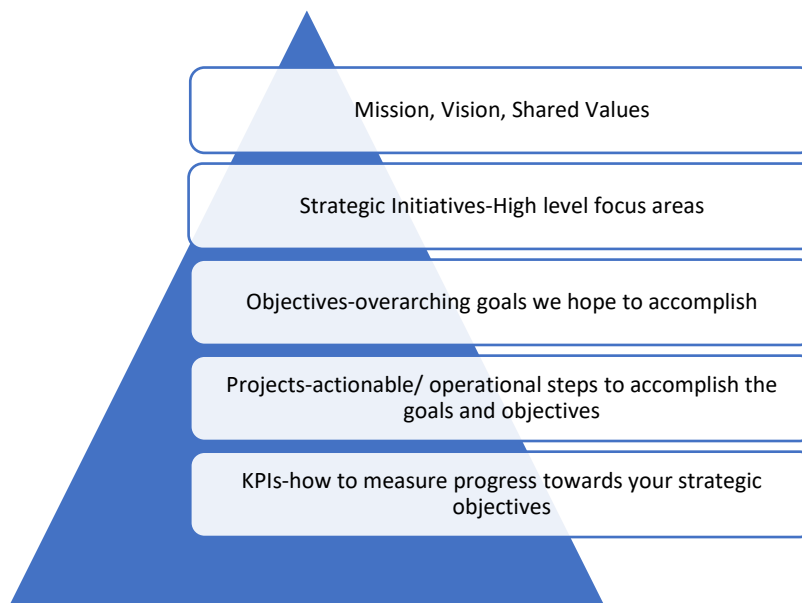 Mission, Vision, Shared Values
Strategic Initiatives-High level focus areas
Objectives-overarching goals we hope to accomplish
Projects-actionable/ operational steps to accomplish the
goals and objectives
KPIs-how to measure progress towards your strategic
objectives